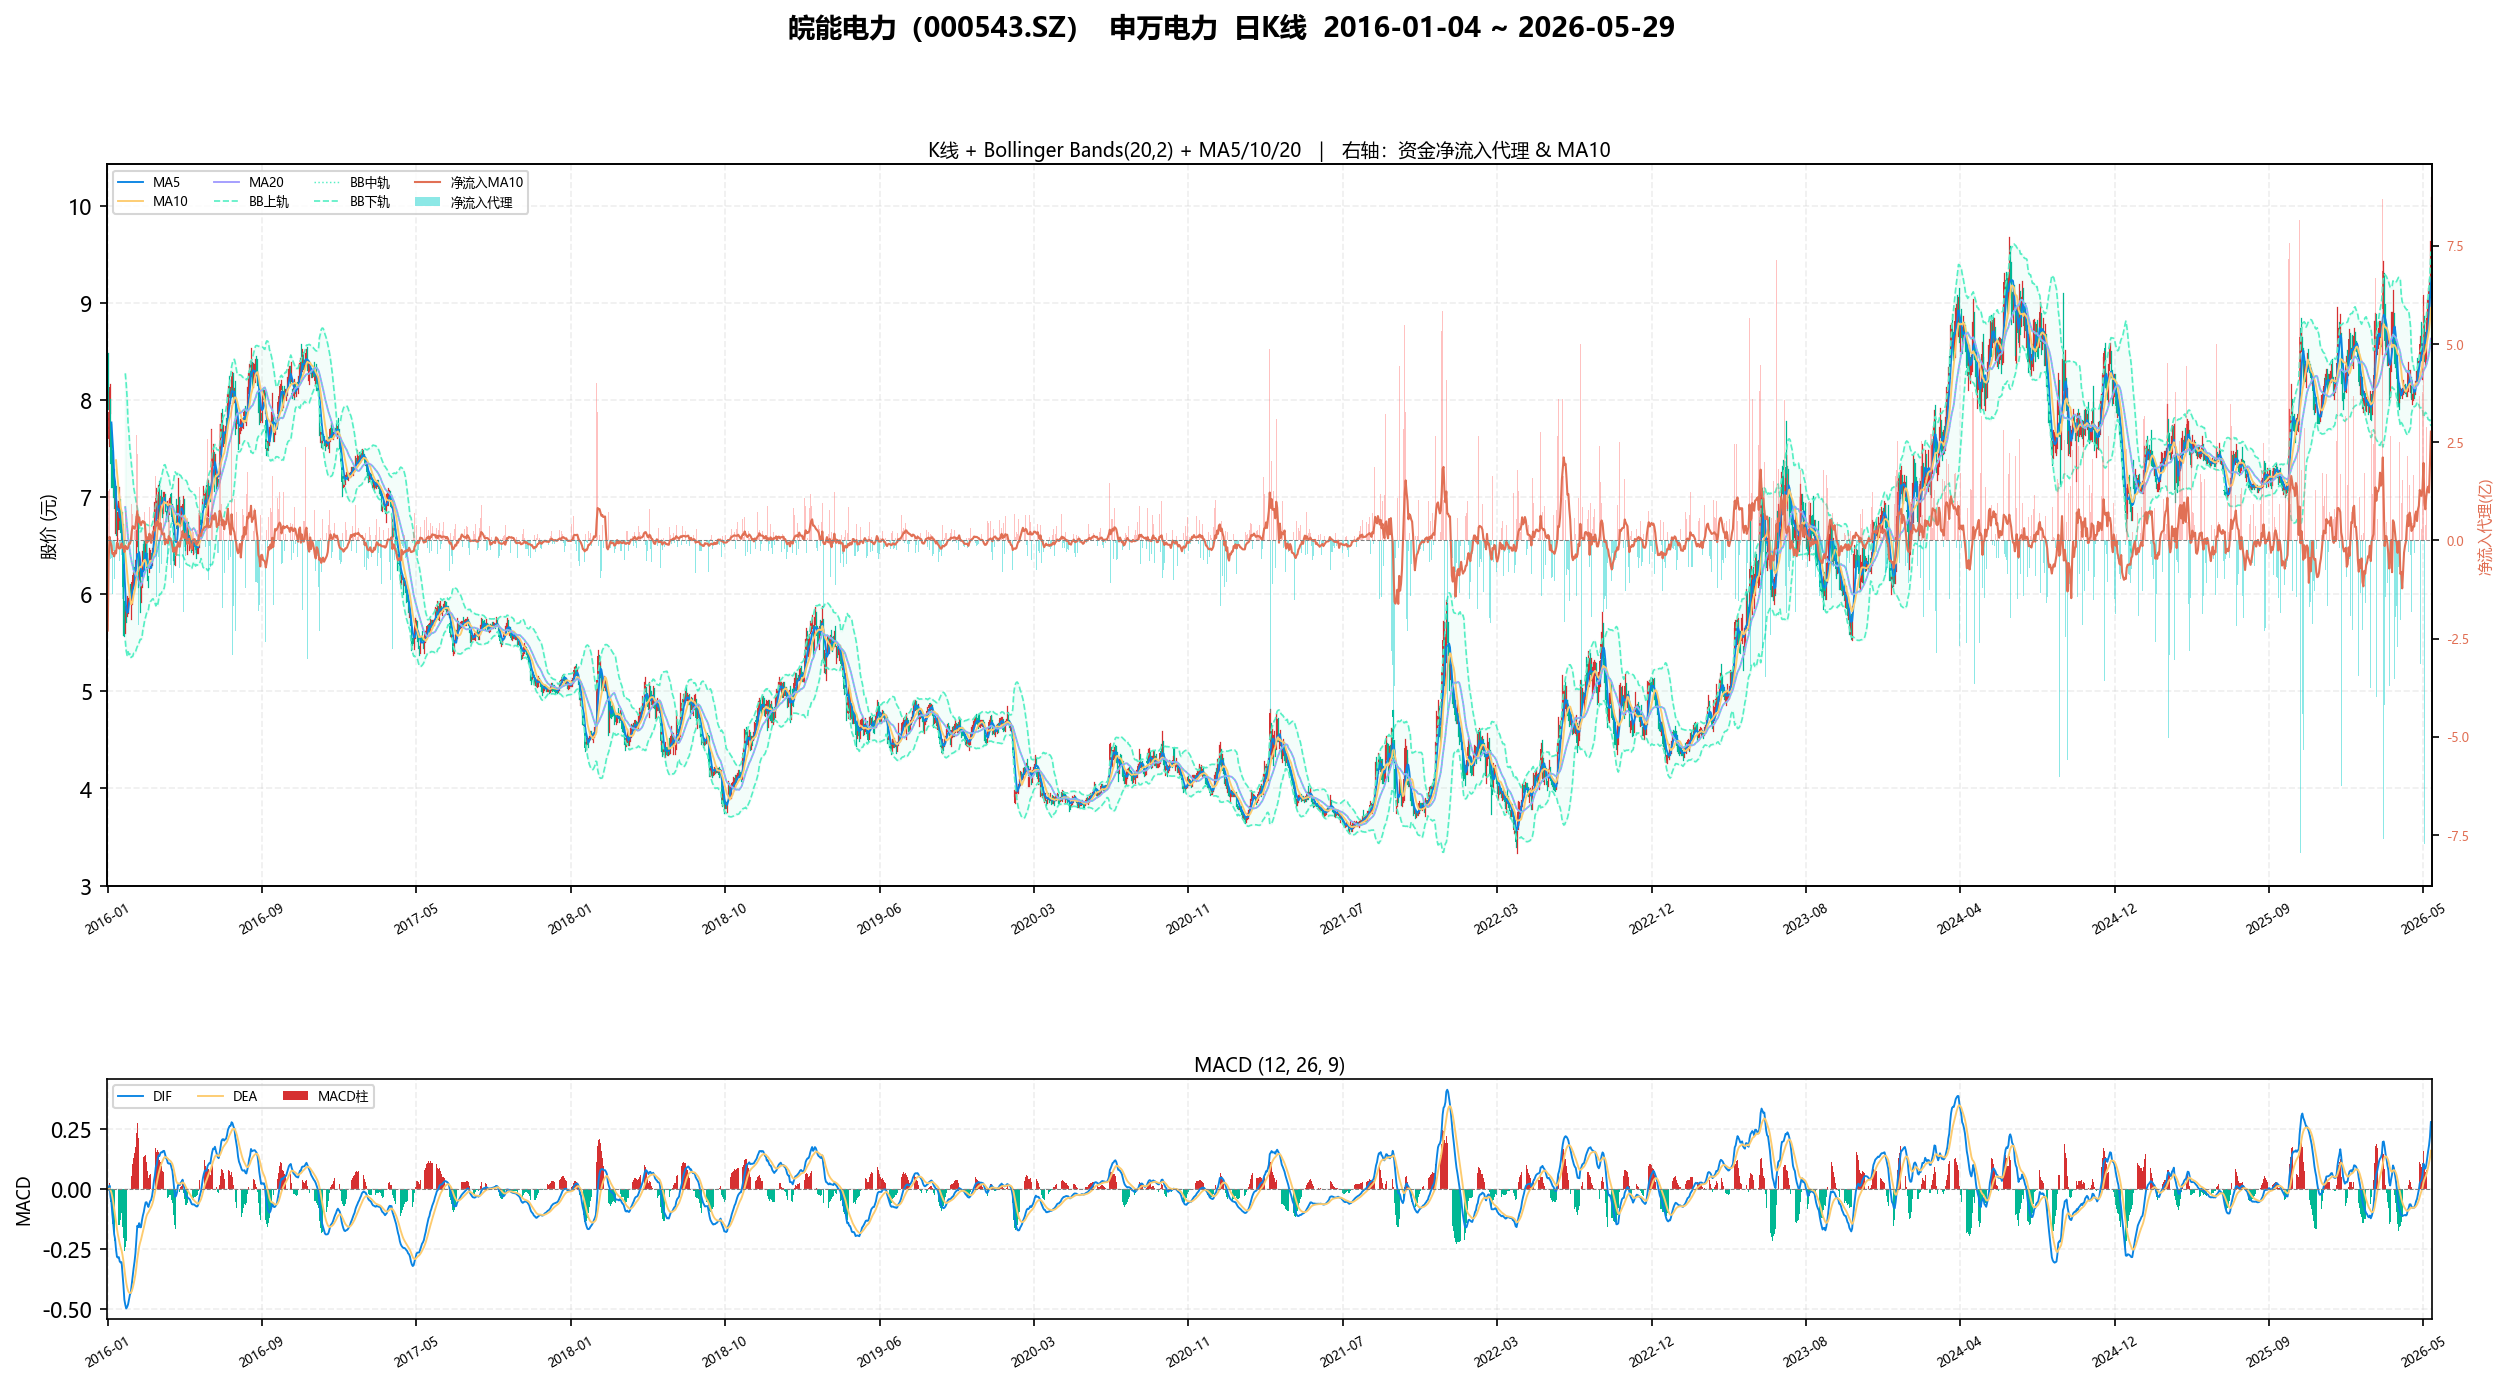 皖能电力（000543.SZ） 申万电力 日K线 2016-01-04 ~ 2026-05-29
K线 + Bollinger Bands(20,2) + MA5/10/20 | 右轴：资金净流入代理 & MA10
MA5 MA20 BB中轨 净流入MA10
MA10 BB上轨 BB下轨 净流入代理
股价 (元)
10
9
8
7
6
5
4
3
7.5
5.0
2.5
0.0
-2.5
-5.0
-7.5
净流入代理(亿)
2016-01 2016-09 2017-05 2018-01 2018-10 2019-06 2020-03 2020-11 2021-07 2022-03 2022-12 2023-08 2024-04 2024-12 2025-09 2026-05
MACD (12, 26, 9)
DIF DEA MACD柱
MACD
0.25
0.00
-0.25
-0.50
2016-01 2016-09 2017-05 2018-01 2018-10 2019-06 2020-03 2020-11 2021-07 2022-03 2022-12 2023-08 2024-04 2024-12 2025-09 2026-05